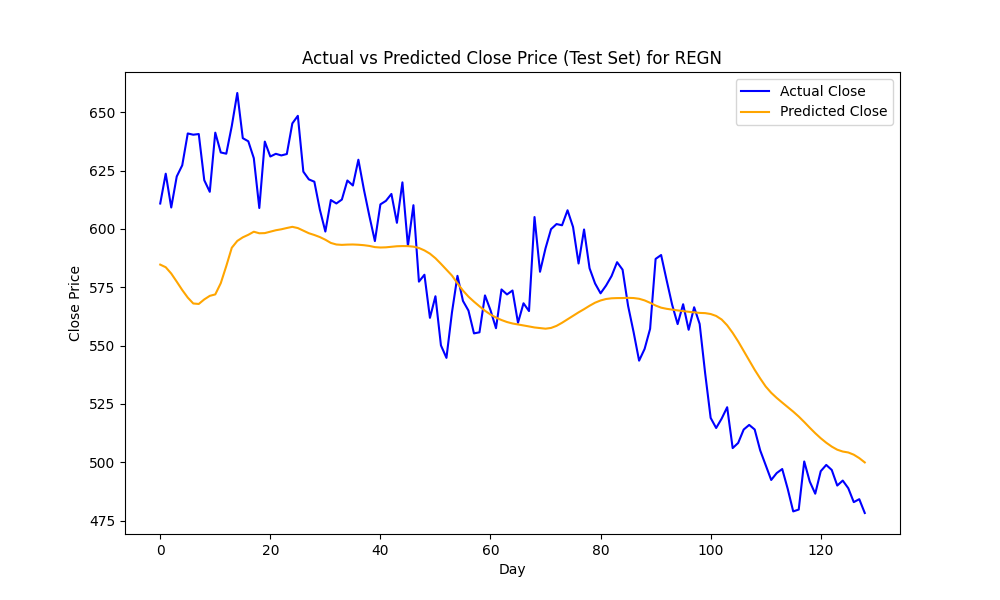 Actual vs Predicted Close Price (Test Set) for REGN
Actual Close
Predicted Close
Close Price
650
625
600
575
550
525
500
475
0 20 40 60 80 100 120
Day